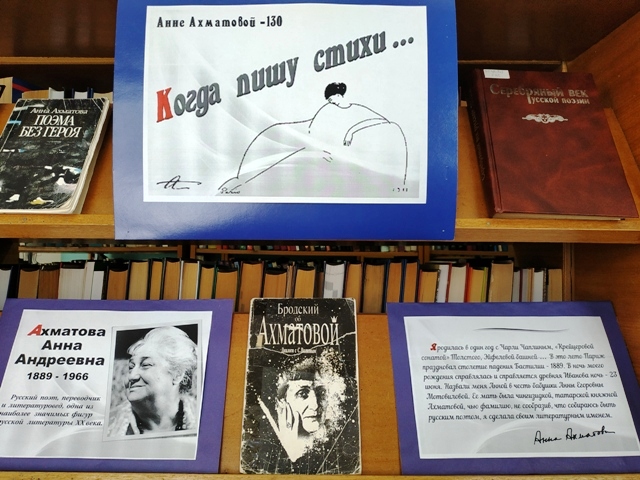 Анне Ахматовой -130
Когда пишу стихи...
Анна Ахматова
ПОЭМА
БЕЗ ГЕРОЯ
Серебряный век
русской поэзии
Ахматова
Анна
Андреевна
1889 - 1966
Русский поэт, переводчик
и литературовед, одна из
наиболее значимых фигур
русской литературы XX века.
Бродский
об
АХМАТОВОЙ
Диалоги с С. Волковым
Я родилась в один год с Чарли Чаплиным, «Крейцеровой
сонатой» Толстого, Эйфелевой башней .... В это лето Париж
праздновал столетие падения Бастилии - 1889. В ночь моего
рождения справлялась и справляется древняя Иванова ночь - 23
июня. Назвали меня Анной в честь бабушки Анны Егоровны
Мотовиловой. Ее мать была чингизидкой, татарской княжной
Ахматовой, чью фамилию, не сообразив, что собираюсь быть
русским поэтом, я сделала своим литературным именем.
Анна Ахматова